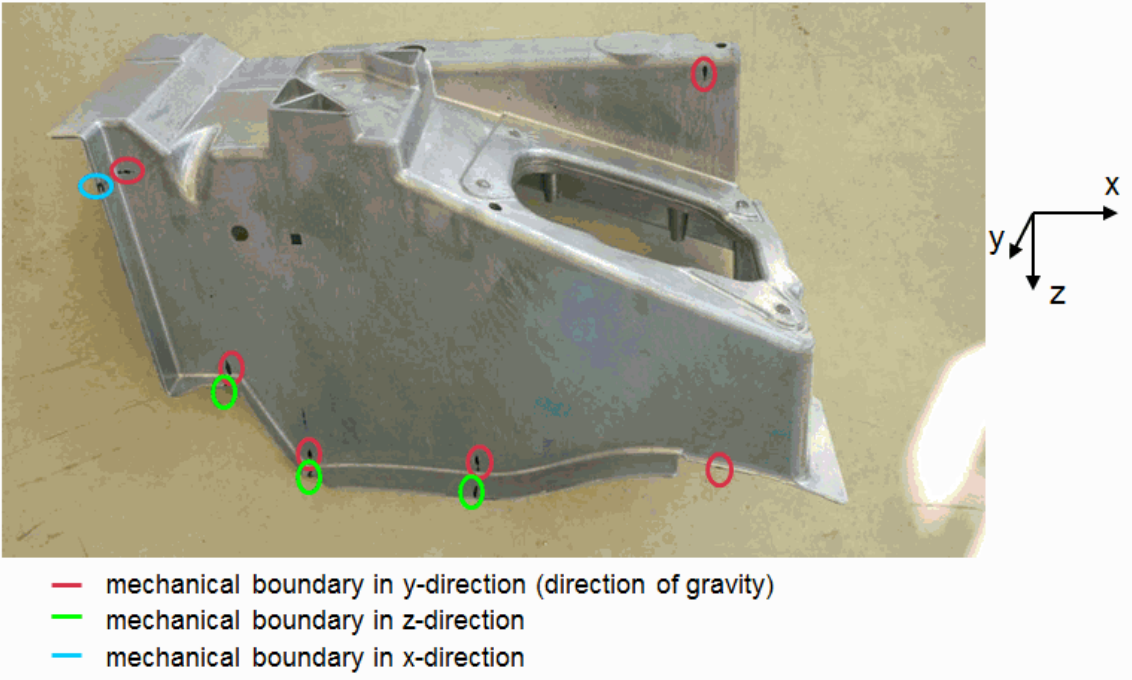 x
y
z
mechanical boundary in y-direction (direction of gravity)
mechanical boundary in z-direction
mechanical boundary in x-direction